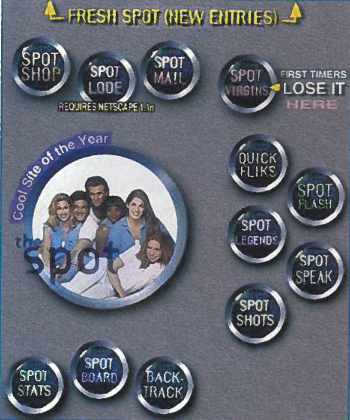 FRESH SPOT (NEW ENTRIES)
SPOT
SHOP
SPOT
LODE
SPOT
MAIL
REQUIRES NETSCAPE 1.1n
SPOT
VIRGINS
FIRST TIMERS
LOSE IT
HERE
Cool Site of the Year
the
spot
QUICK
FLIKS
SPOT
FLASH
SPOT
LEGENDS
SPOT
SPEAK
SPOT
SHOTS
SPOT
STATS
SPOT
BOARD
BACK-
TRACK